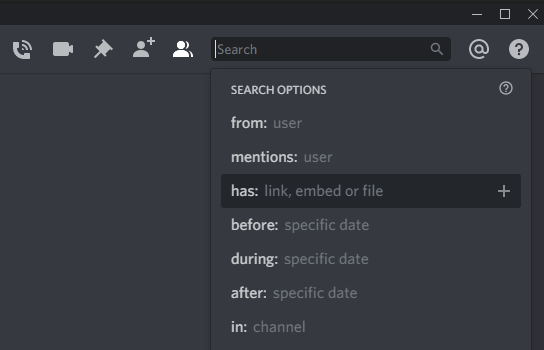 Search
SEARCH OPTIONS
from: user
mentions: user
has: link, embed or file
before: specific date
during: specific date
after: specific date
in: channel